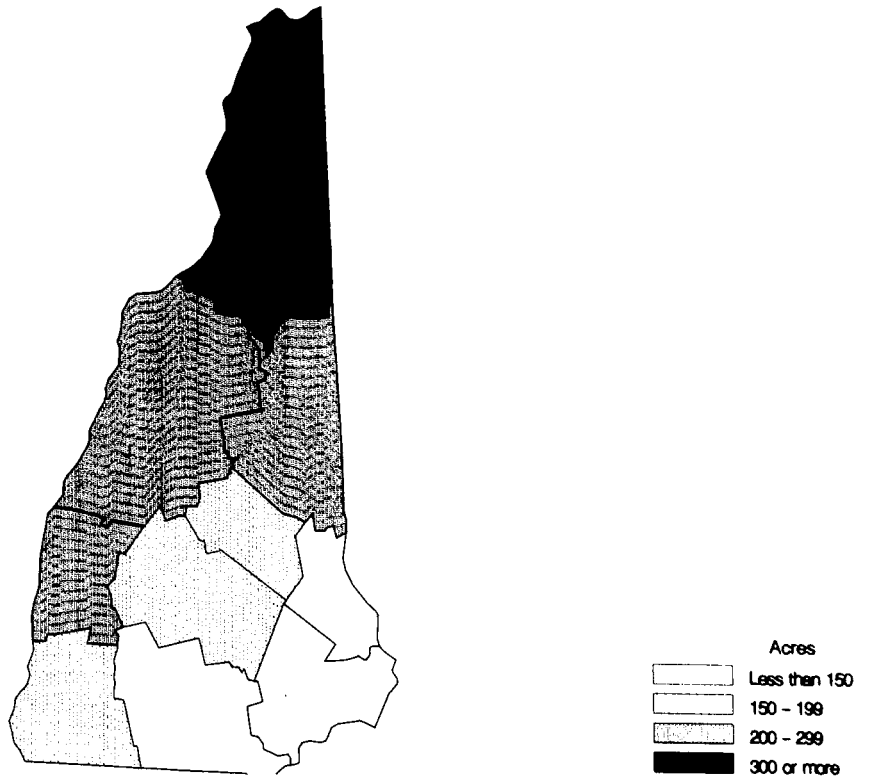 Acres
Less than 150
150 - 199
200 - 299
300 or more